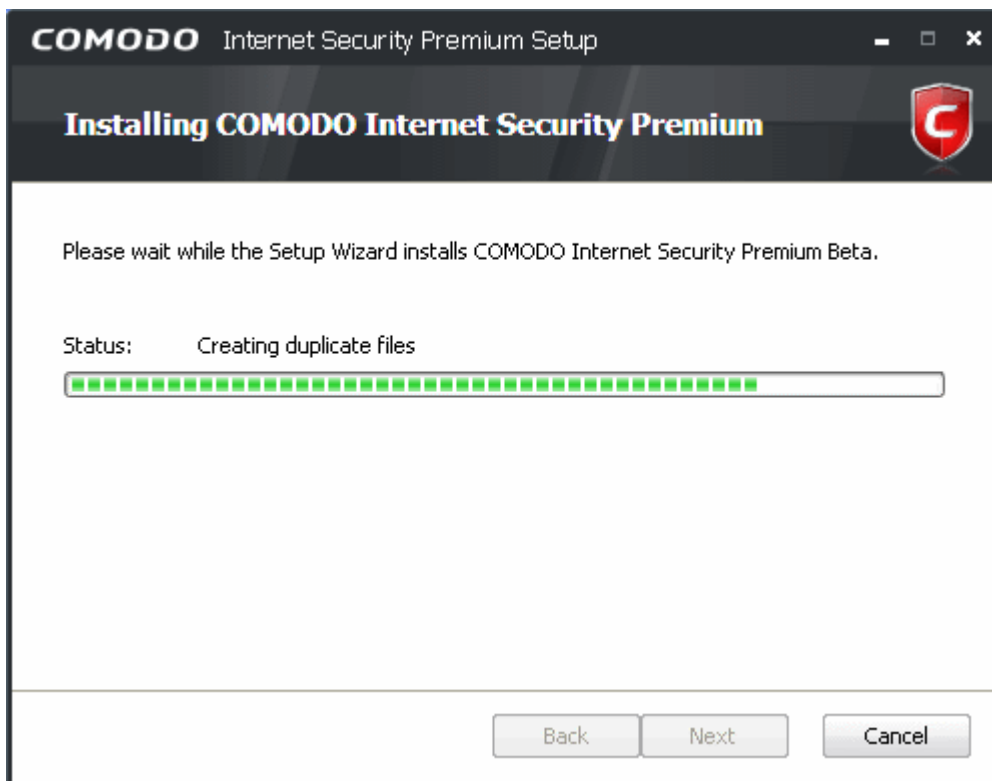 COMODO Internet Security Premium Setup
Installing COMODO Internet Security Premium
C
Please wait while the Setup Wizard installs COMODO Internet Security Premium Beta.
Status: Creating duplicate files
Back Next Cancel